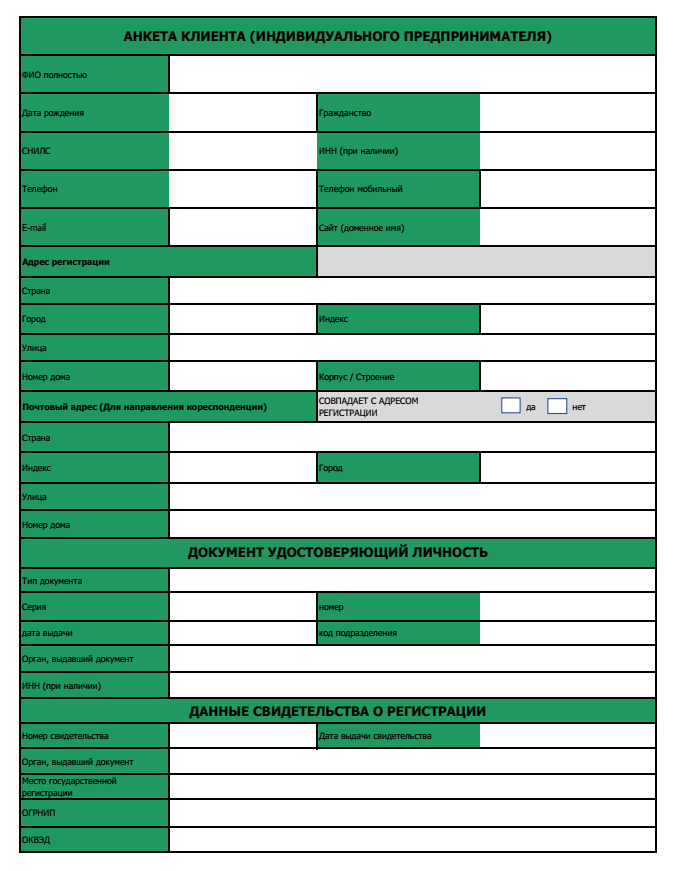 АНКЕТА КЛИЕНТА (ИНДИВИДУАЛЬНОГО ПРЕДПРИНИМАТЕЛЯ)
ФИО полностью
Дата рождения
Гражданство
СНИЛС
ИНН (при наличии)
Телефон
Телефон мобильный
E-mail
Сайт (доменное имя)
Адрес регистрации
Страна
Город
Индекс
Улица
Номер дома
Корпус / Строение
Почтовый адрес (Для направления кореспонденции)
СОВПАДАЕТ С АДРЕСОМ
РЕГИСТРАЦИИ
да
нет
Страна
Индекс
Город
Улица
Номер дома
ДОКУМЕНТ УДОСТОВЕРЯЮЩИЙ ЛИЧНОСТЬ
Тип документа
Серия
номер
дата выдачи
код подразделения
Орган, выдавший документ
ИНН (при наличии)
ДАННЫЕ СВИДЕТЕЛЬСТВА О РЕГИСТРАЦИИ
Номер свидетельства
Дата выдачи свидетельства
Орган, выдавший документ
Место государственной
регистрации
ОГРНИП
ОКВЭД